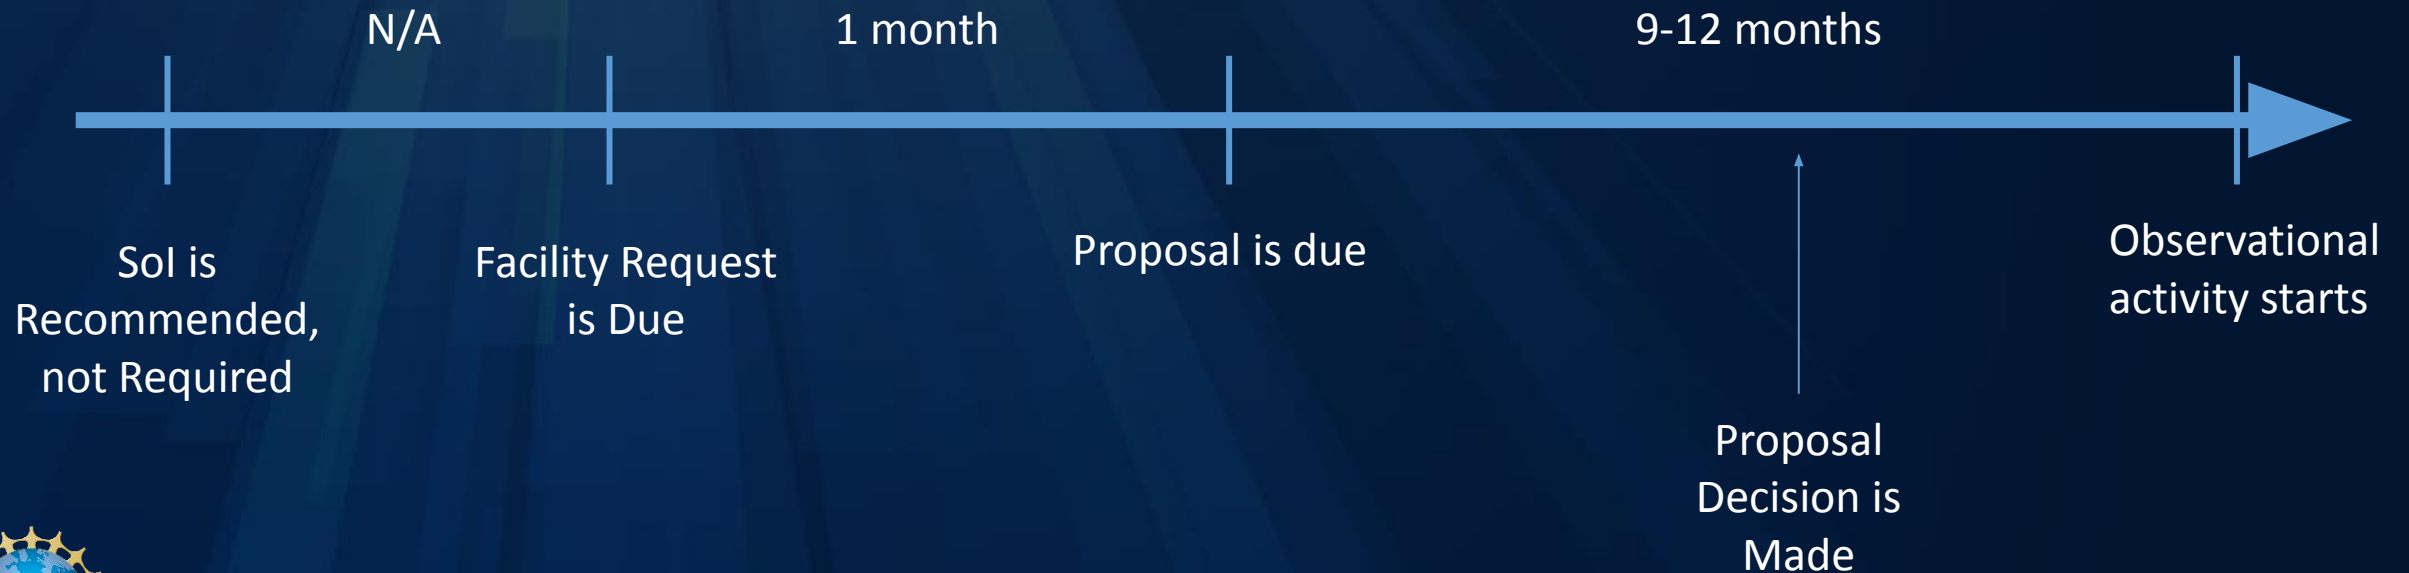 N/A
1 month
9-12 months
SoI is
Recommended,
not Required
Facility Request
is Due
Proposal is due
Proposal
Decision is
Made
Observational
activity starts